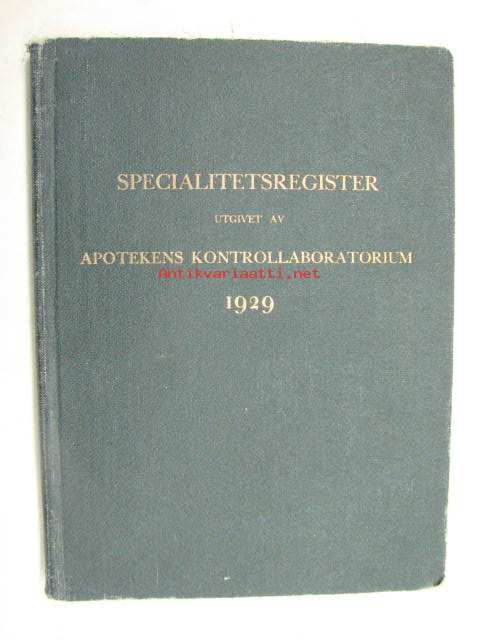 SPECIALITETSREGISTER
UTGIVET AV
APOTEKENS KONTROLLABORATORIUM
Antikvariaatti.net
1929